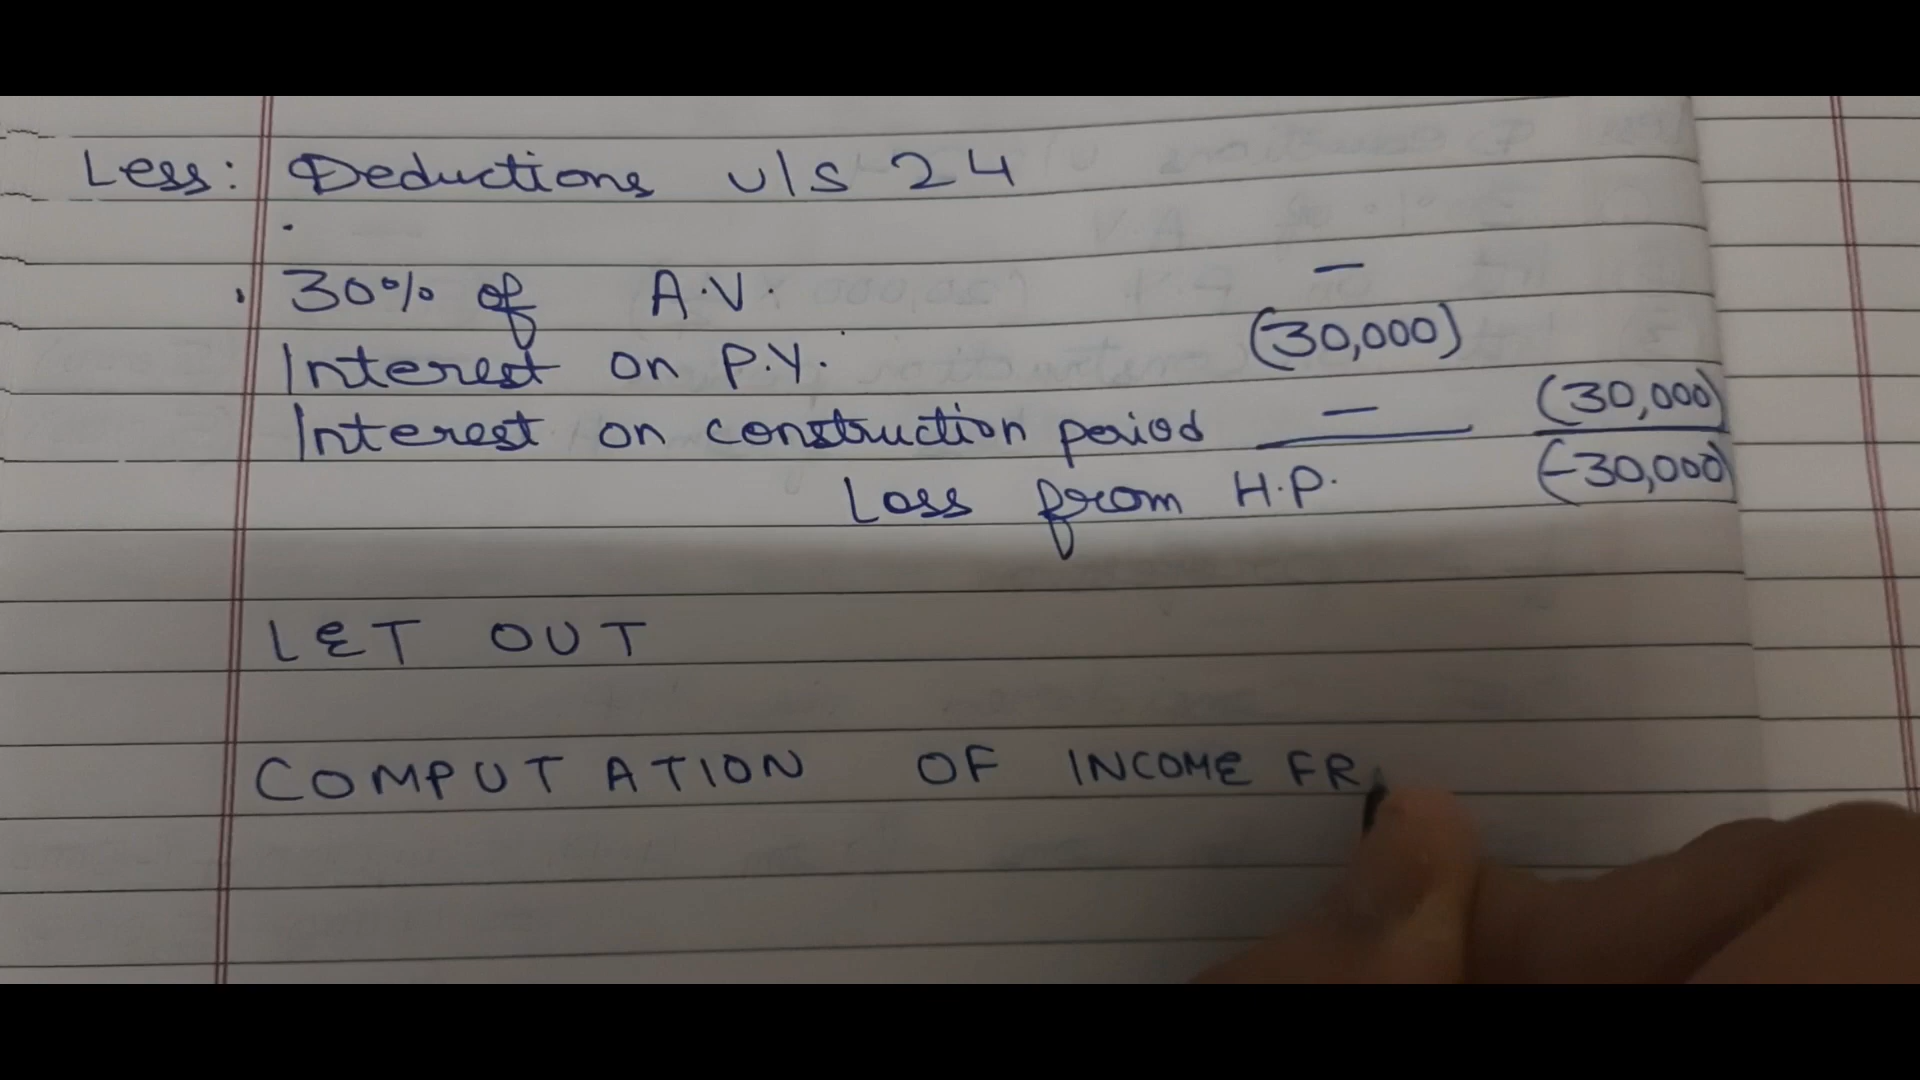 Less: Deductions u/s 24
30% of A.V. —
Interest on P.Y. (30,000)
Interest on construction period — (30,000)
Loss from H.P. (-30,000)
LET OUT
COMPUTATION OF INCOME FR